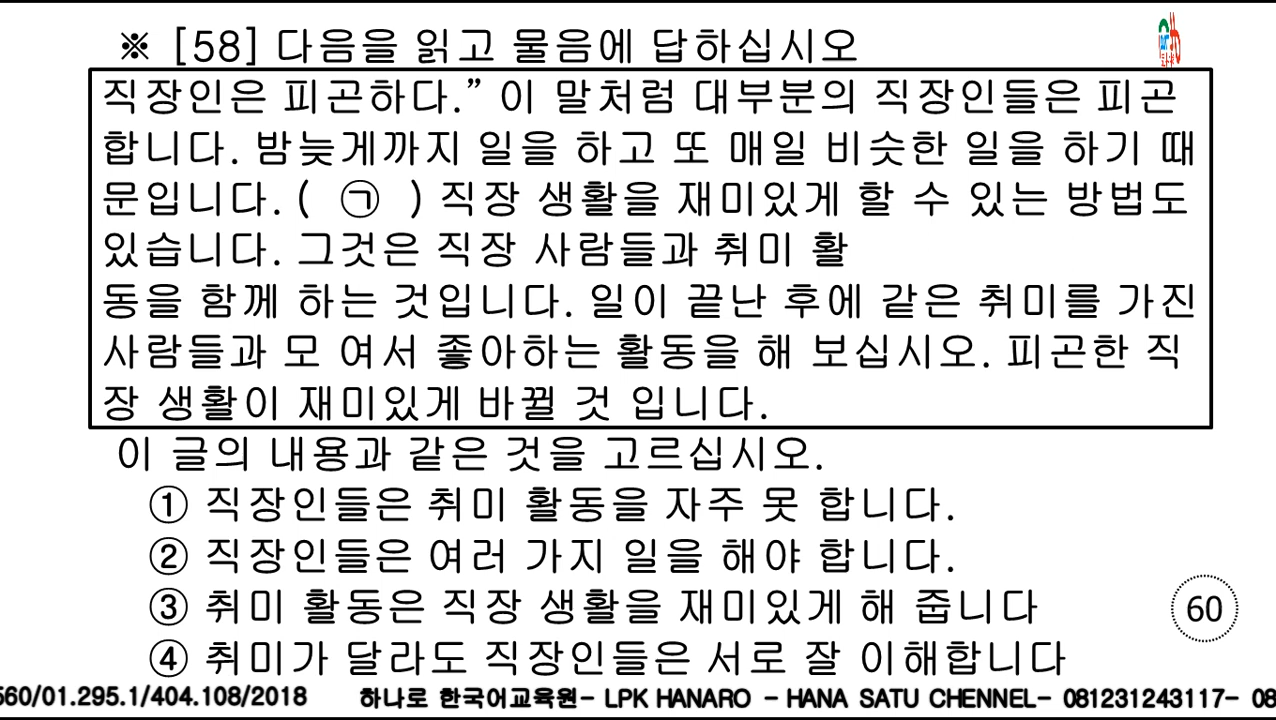 ※ [58] 다음을 읽고 물음에 답하십시오
직장인은 피곤하다.” 이 말처럼 대부분의 직장인들은 피곤
합니다. 밤늦게까지 일을 하고 또 매일 비슷한 일을 하기 때
문입니다. ( ㉠ ) 직장 생활을 재미있게 할 수 있는 방법도
있습니다. 그것은 직장 사람들과 취미 활
동을 함께 하는 것입니다. 일이 끝난 후에 같은 취미를 가진
사람들과 모 여서 좋아하는 활동을 해 보십시오. 피곤한 직
장 생활이 재미있게 바뀔 것 입니다.
이 글의 내용과 같은 것을 고르십시오.
① 직장인들은 취미 활동을 자주 못 합니다.
② 직장인들은 여러 가지 일을 해야 합니다.
③ 취미 활동은 직장 생활을 재미있게 해 줍니다
60
④ 취미가 달라도 직장인들은 서로 잘 이해합니다
560/01.295.1/404.108/2018 하나로 한국어교육원- LPK HANARO - HANA SATU CHENNEL- 081231243117- 08